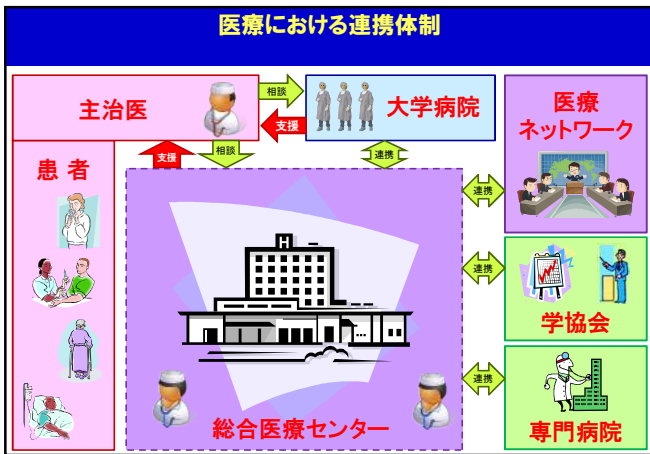 医療における連携体制
主治医
相談
大学病院
支援
医療
ネットワーク
支援
相談
連携
患者
連携
H
連携
学協会
連携
総合医療センター
専門病院